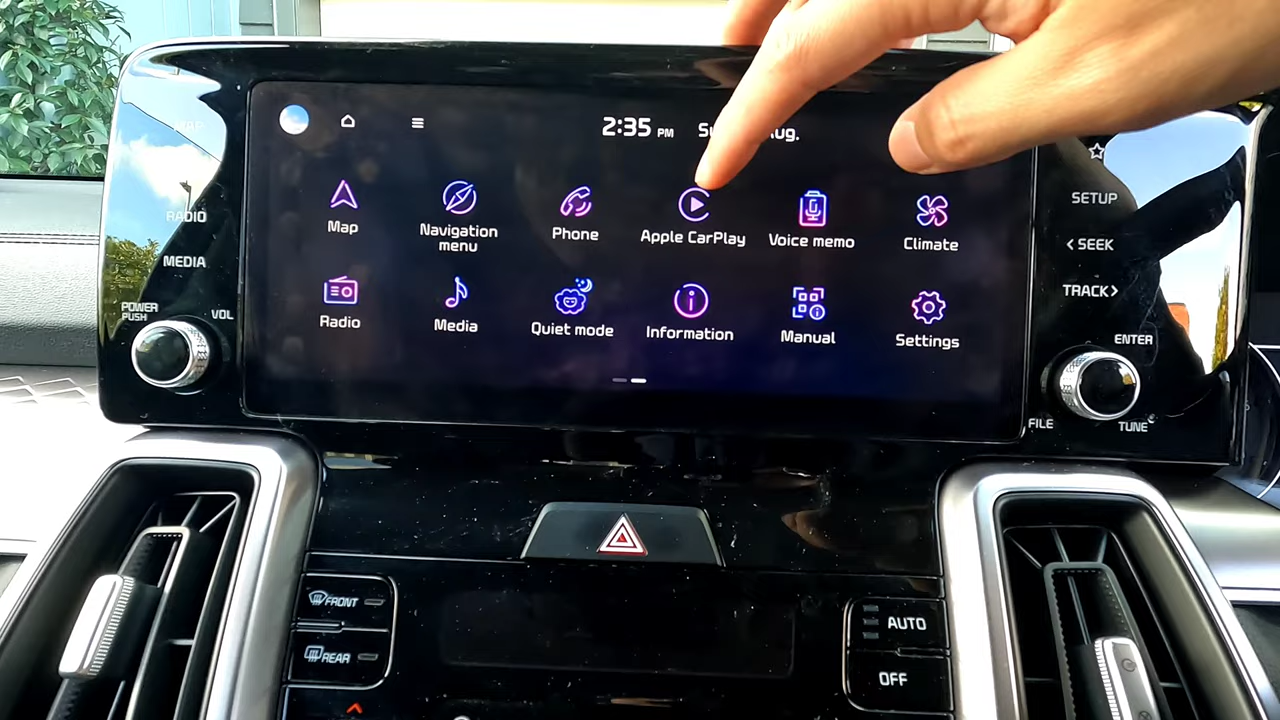 2:35 PM
MAP
RADIO
MEDIA
POWER
PUSH
VOL
Map
Navigation
menu
Phone
Apple CarPlay
Voice memo
Climate
Radio
Media
Quiet mode
Information
Manual
Settings
SETUP
< SEEK
TRACK >
ENTER
FILE
TUNE
FRONT
REAR
AUTO
OFF